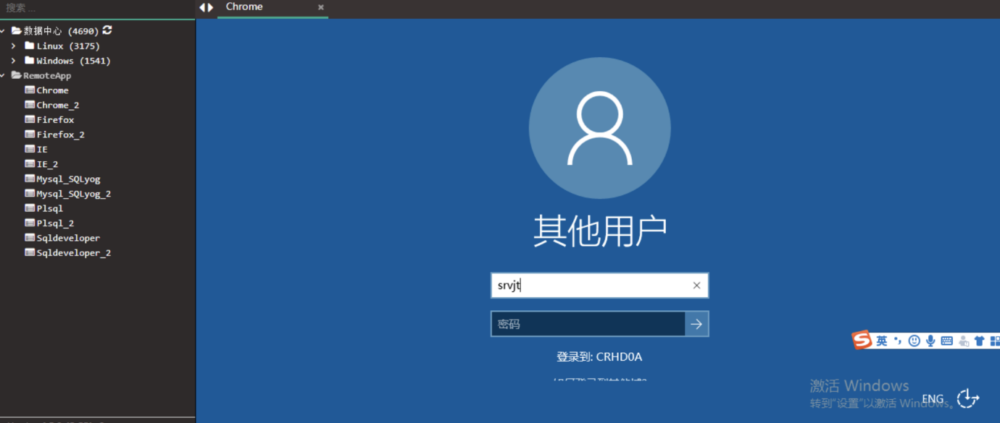 搜索 ...
数据中心 (4690)
Linux (3175)
Windows (1541)
RemoteApp
Chrome
Chrome_2
Firefox
Firefox_2
IE
IE_2
Mysql_SQLyog
Mysql_SQLyog_2
Plsql
Plsql_2
Sqldeveloper
Sqldeveloper_2
Chrome
其他用户
srvjt
密码
登录到: CRHD0A
英
激活 Windows
转到"设置"以激活 Windows。
ENG